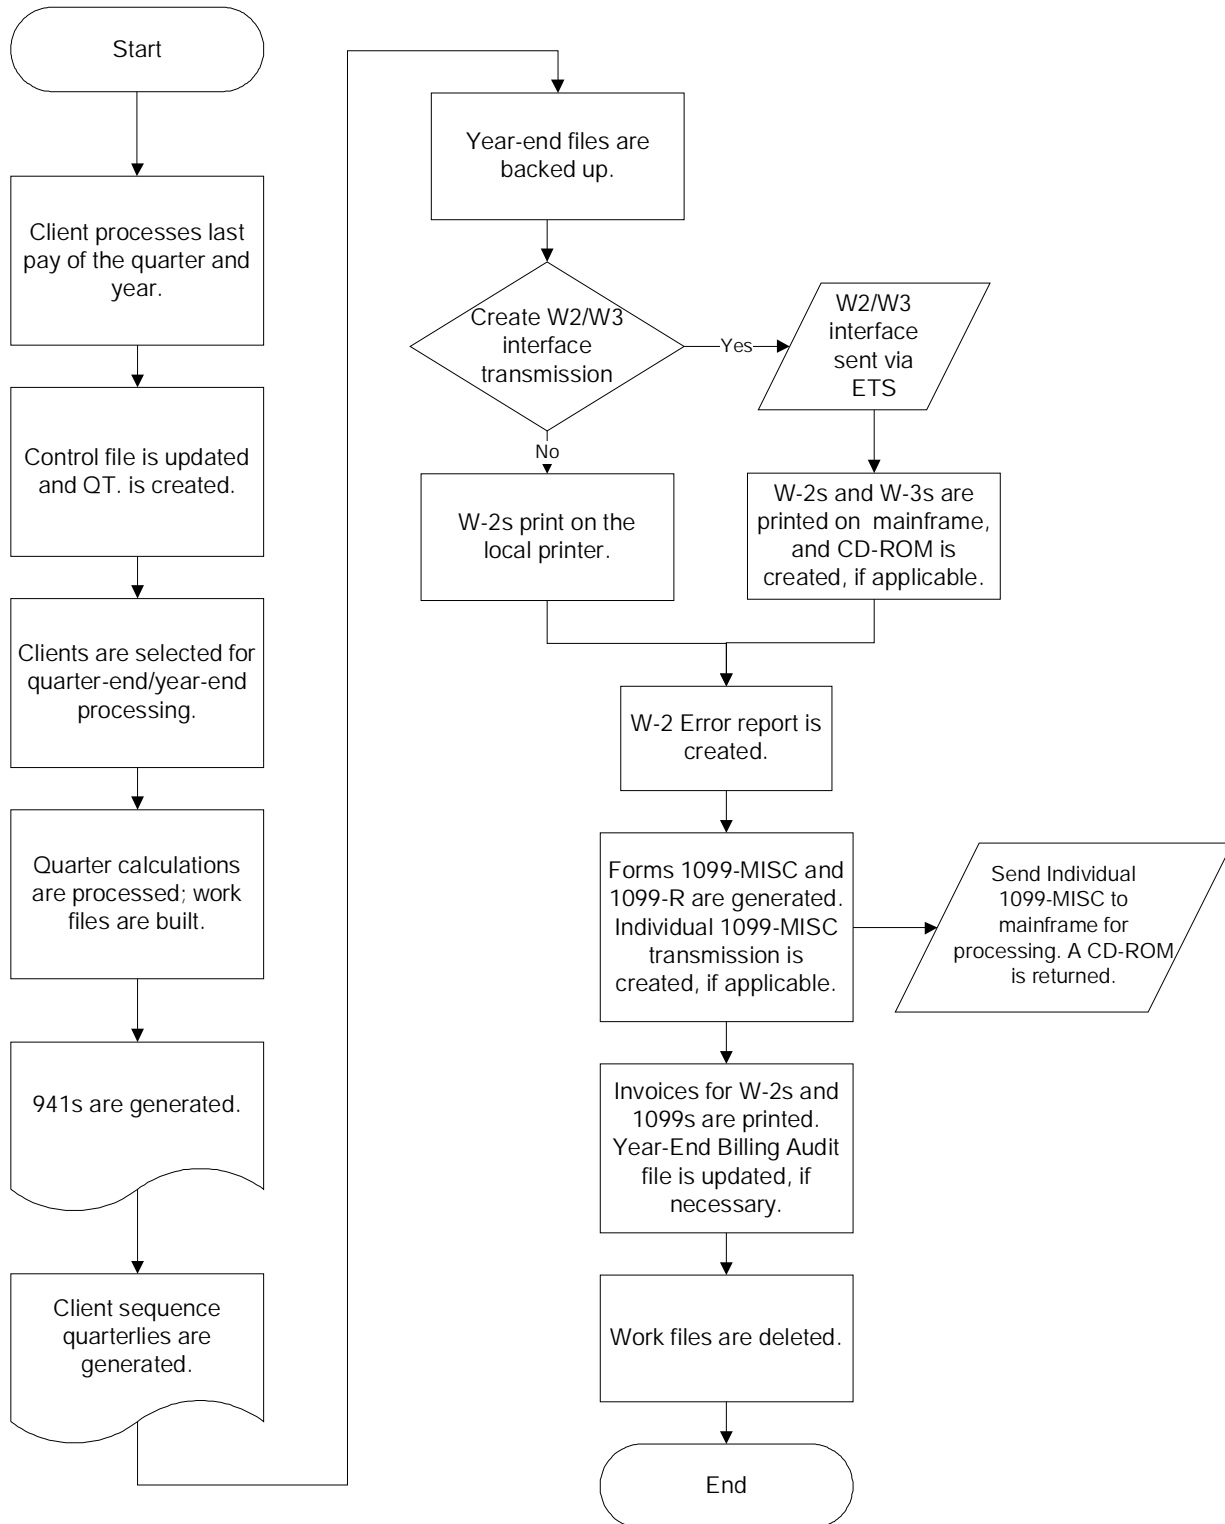 Start
Client processes last
pay of the quarter and
year.
Control file is updated
and QT. is created.
Clients are selected for
quarter-end/year-end
processing.
Quarter calculations
are processed; work
files are built.
941s are generated.
Client sequence
quarterlies are
generated.
Year-end files are
backed up.
Create W2/W3
interface
transmission
Yes
W2/W3
interface
sent via
ETS
No
W-2s print on the
local printer.
W-2s and W-3s are
printed on  mainframe,
and CD-ROM is
created, if applicable.
W-2 Error report is
created.
Forms 1099-MISC and
1099-R are generated.
Individual 1099-MISC
transmission is
created, if applicable.
Send Individual
1099-MISC to
mainframe for
processing. A CD-ROM
is returned.
Invoices for W-2s and
1099s are printed.
Year-End Billing Audit
file is updated, if
necessary.
Work files are deleted.
End